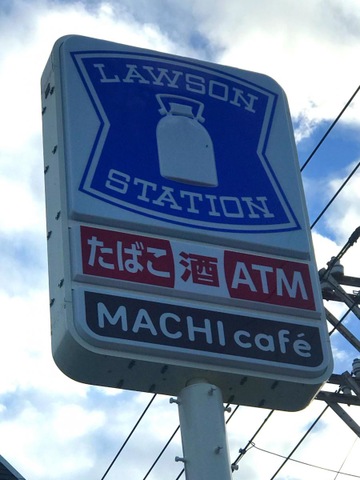 LAWSON
STATION
たばこ 酒 ATM
MACHI café